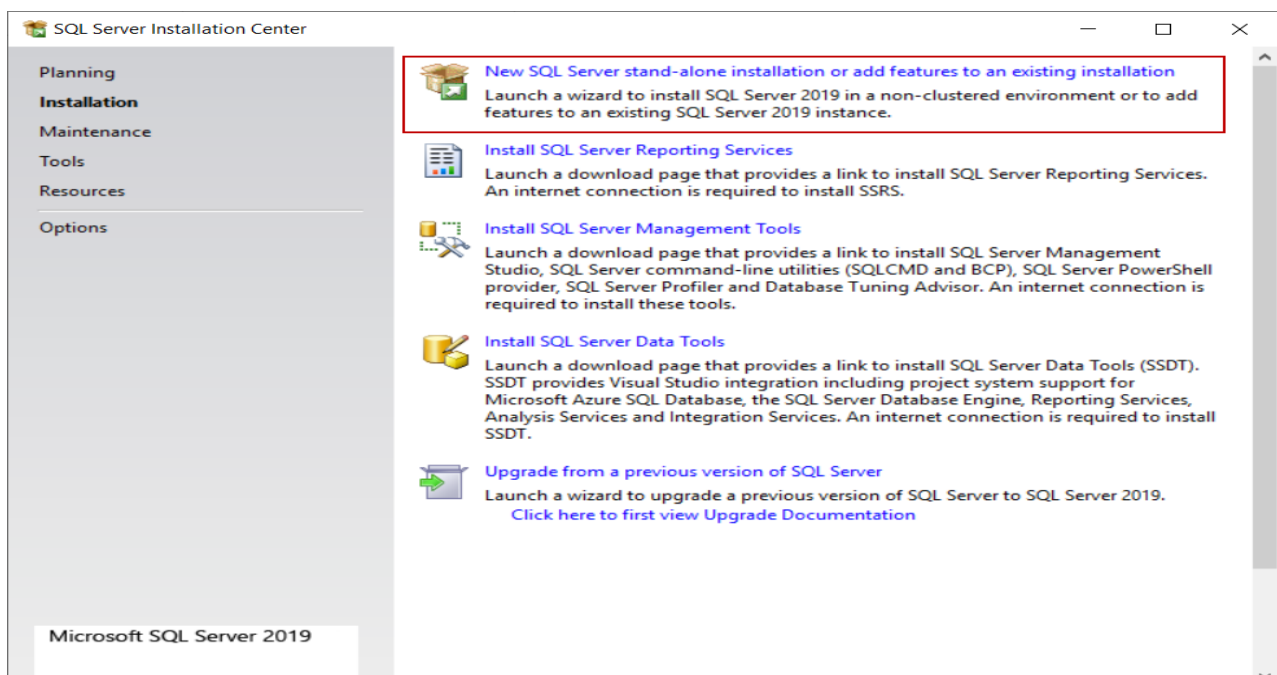 SQL Server Installation Center
Planning
Installation
Maintenance
Tools
Resources
Options
New SQL Server stand-alone installation or add features to an existing installation
Launch a wizard to install SQL Server 2019 in a non-clustered environment or to add
features to an existing SQL Server 2019 instance.
Install SQL Server Reporting Services
Launch a download page that provides a link to install SQL Server Reporting Services.
An internet connection is required to install SSRS.
Install SQL Server Management Tools
Launch a download page that provides a link to install SQL Server Management
Studio, SQL Server command-line utilities (SQLCMD and BCP), SQL Server PowerShell
provider, SQL Server Profiler and Database Tuning Advisor. An internet connection is
required to install these tools.
Install SQL Server Data Tools
Launch a download page that provides a link to install SQL Server Data Tools (SSDT).
SSDT provides Visual Studio integration including project system support for
Microsoft Azure SQL Database, the SQL Server Database Engine, Reporting Services,
Analysis Services and Integration Services. An internet connection is required to install
SSDT.
Upgrade from a previous version of SQL Server
Launch a wizard to upgrade a previous version of SQL Server to SQL Server 2019.
Click here to first view Upgrade Documentation
Microsoft SQL Server 2019